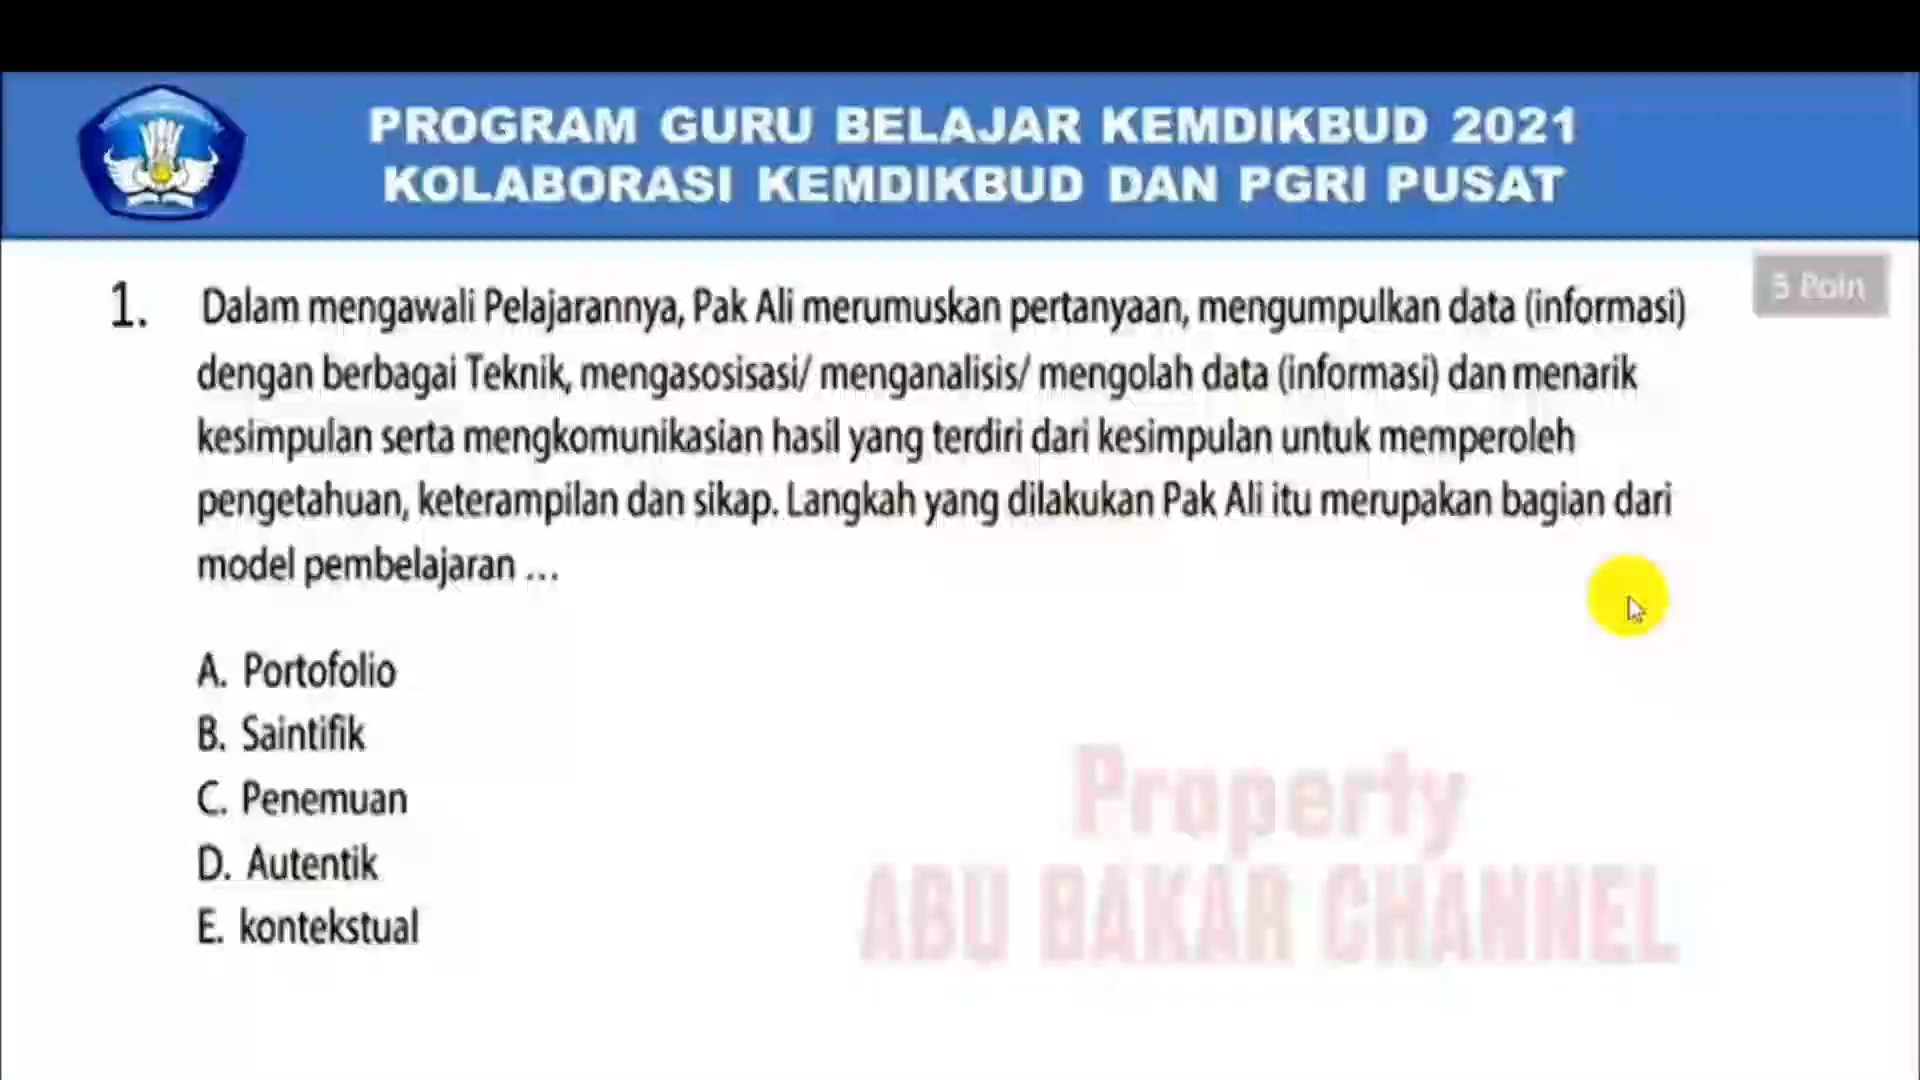 PROGRAM GURU BELAJAR KEMDIKBUD 2021
KOLABORASI KEMDIKBUD DAN PGRI PUSAT
5 Poin
1. Dalam mengawali Pelajarannya, Pak Ali merumuskan pertanyaan, mengumpulkan data (informasi)
dengan berbagai Teknik, mengasosisasi/ menganalisis/ mengolah data (informasi) dan menarik
kesimpulan serta mengkomunikasian hasil yang terdiri dari kesimpulan untuk memperoleh
pengetahuan, keterampilan dan sikap. Langkah yang dilakukan Pak Ali itu merupakan bagian dari
model pembelajaran ...
A. Portofolio
B. Saintifik
C. Penemuan
D. Autentik
E. kontekstual
Property
ABU BAKAR CHANNEL